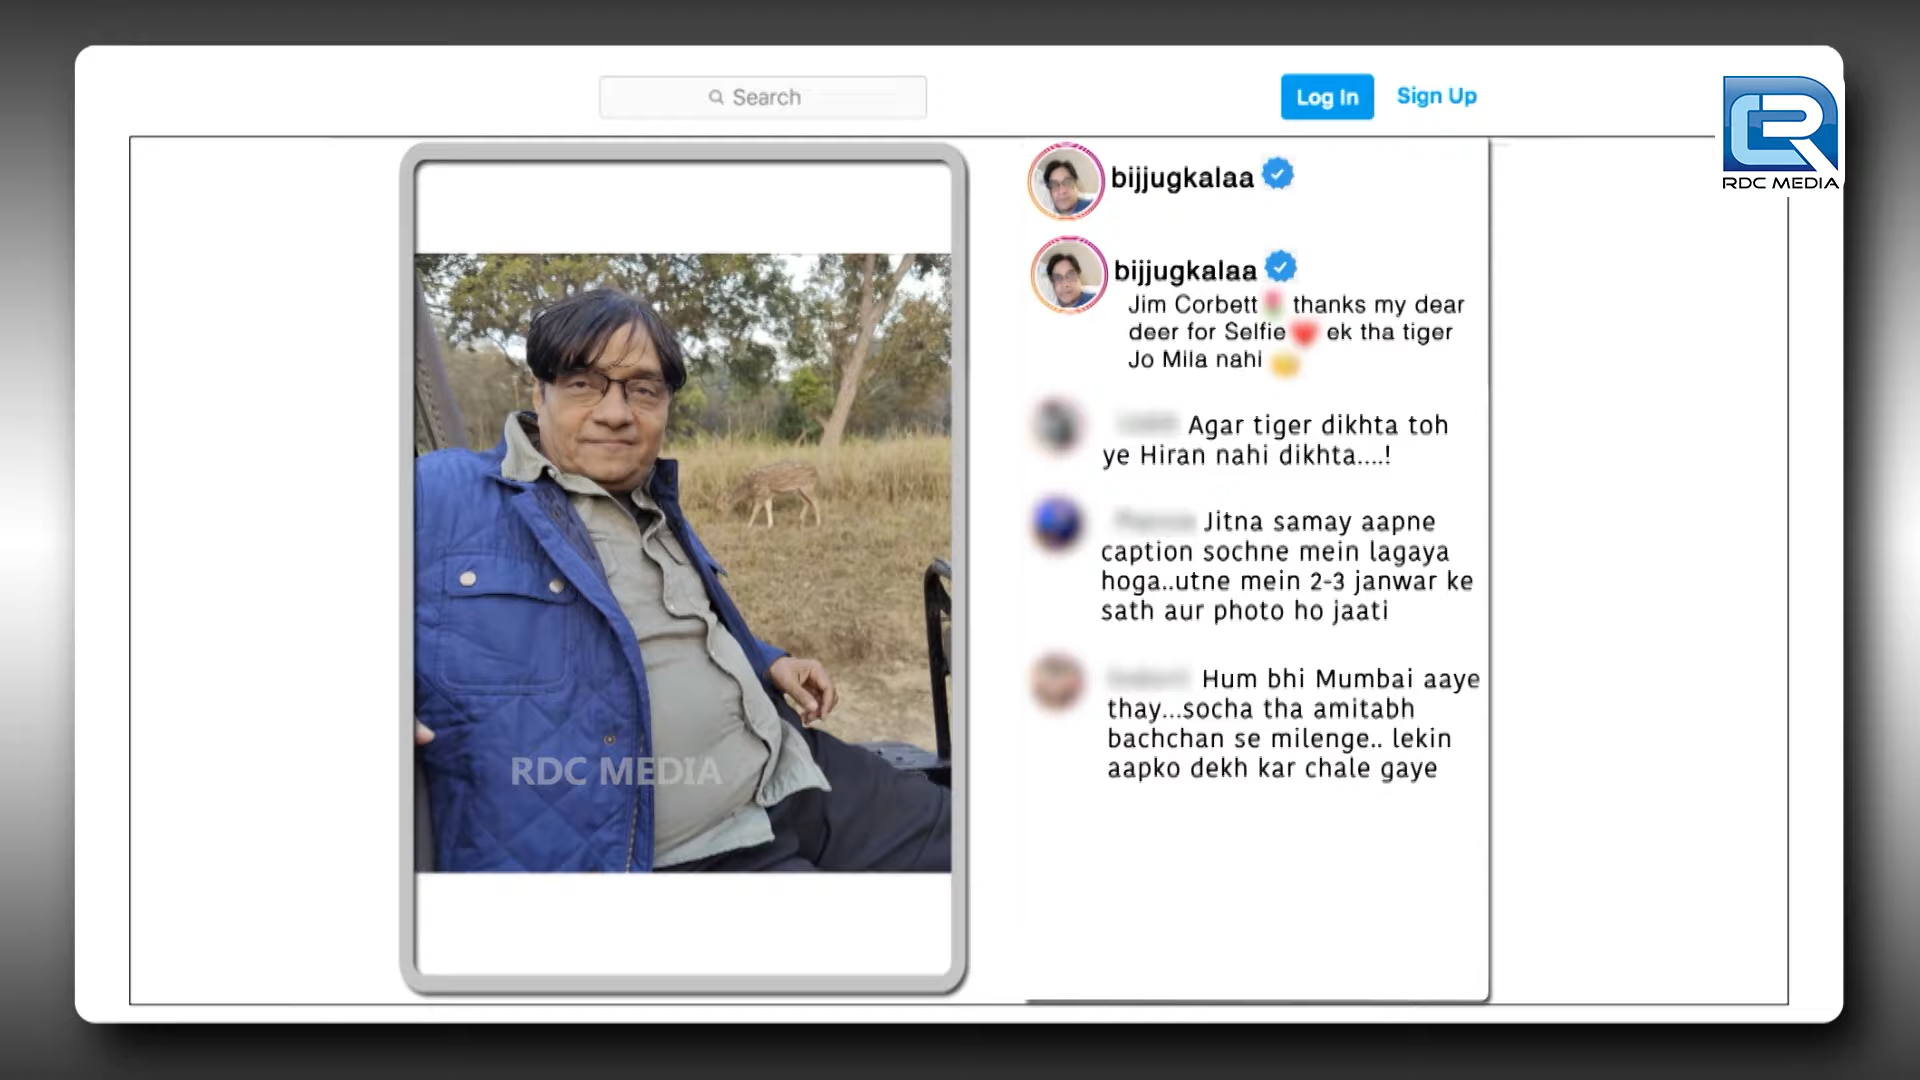 Search
Log In
Sign Up
RDC MEDIA
bijjugkalaa
bijjugkalaa
Jim Corbett thanks my dear
deer for Selfie ek tha tiger
Jo Mila nahi
Agar tiger dikhta toh
ye Hiran nahi dikhta....!
Jitna samay aapne
caption sochne mein lagaya
hoga..utne mein 2-3 janwar ke
sath aur photo ho jaati
Hum bhi Mumbai aaye
thay...socha tha amitabh
bachchan se milenge.. lekin
aapko dekh kar chale gaye
RDC MEDIA